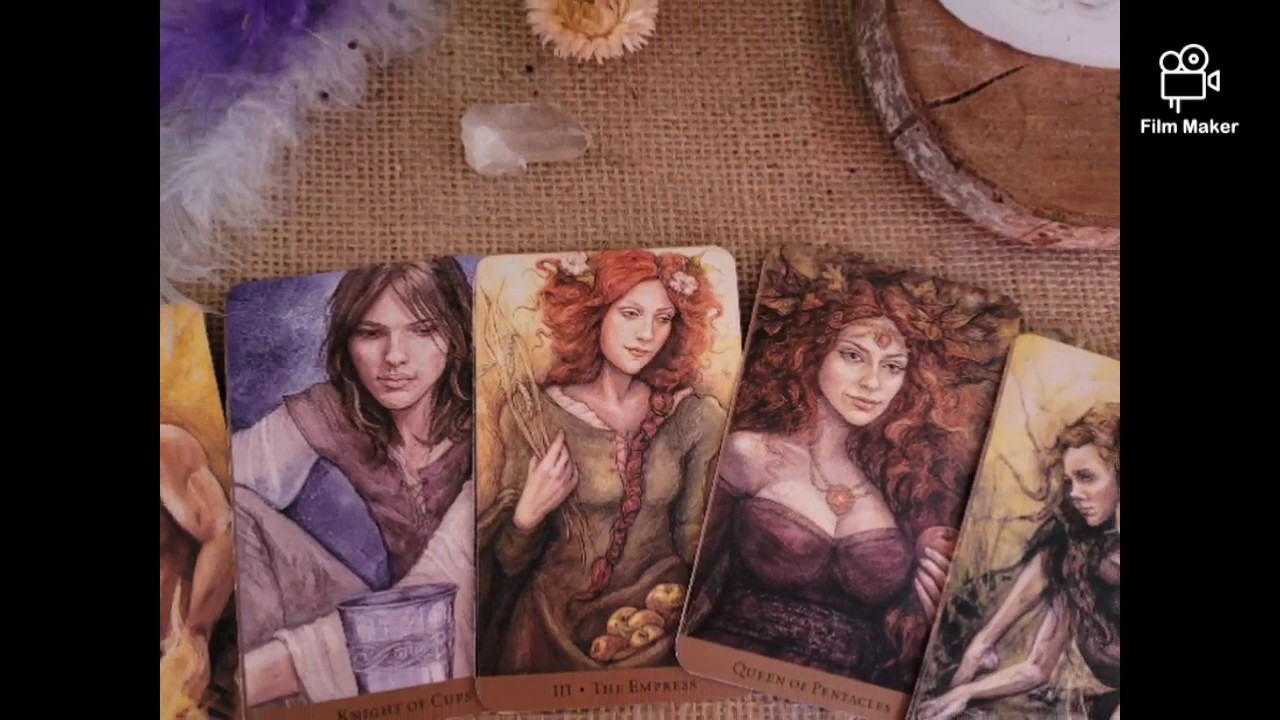 Film Maker
KNIGHT OF CUPS
III • THE EMPRESS
QUEEN OF PENTACLES